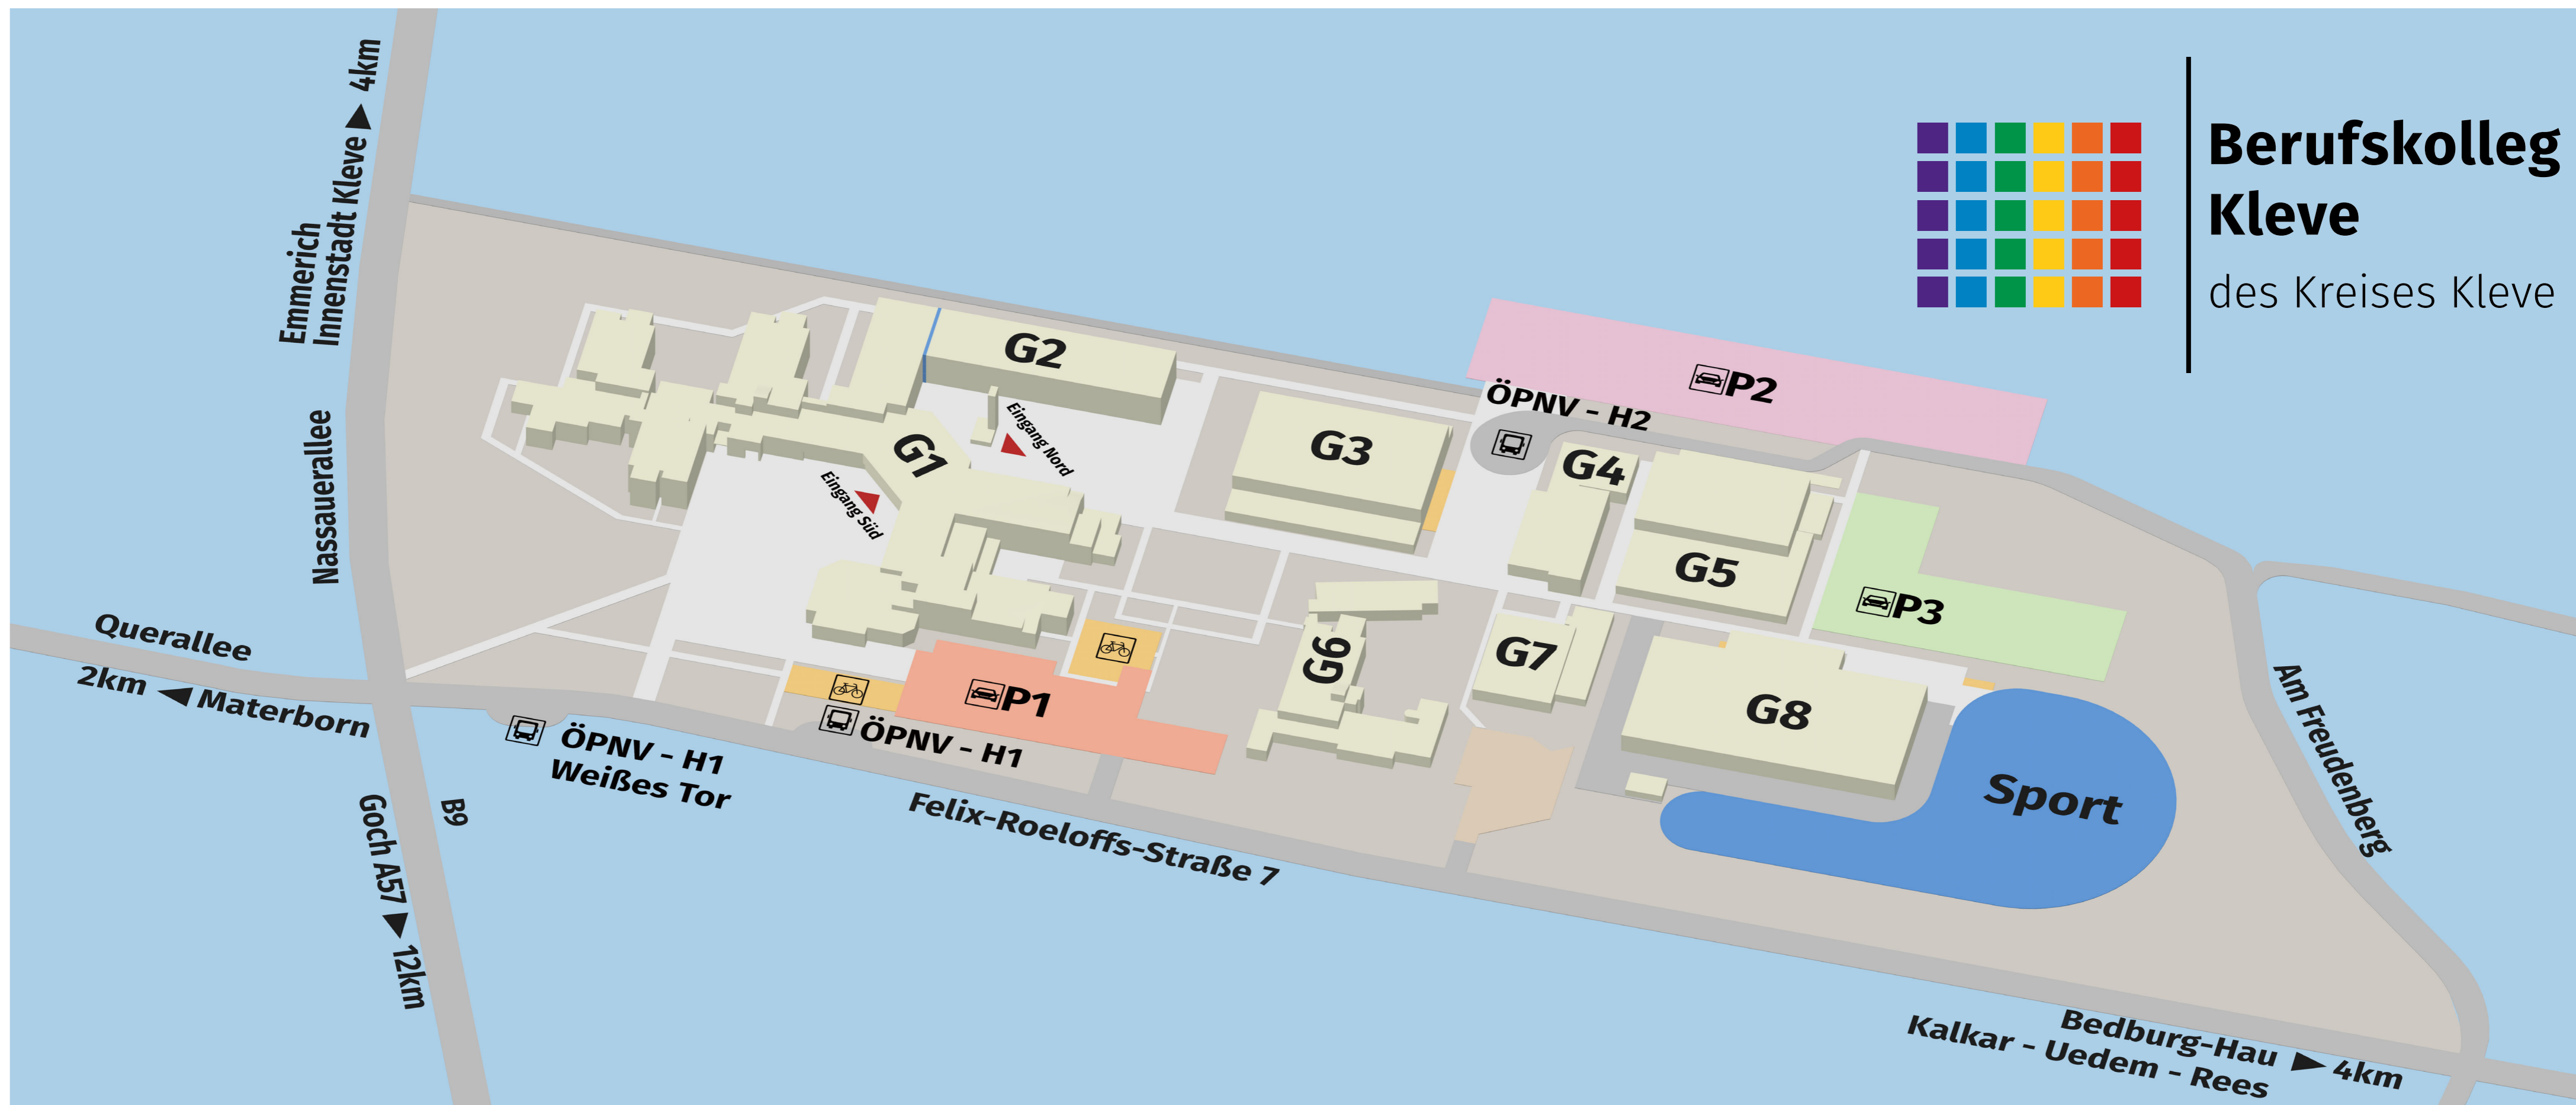 Berufskolleg
Kleve
des Kreises Kleve
Emmerich
Innenstadt Kleve ▶ 4km
Nassauerallee
Querallee
2km ◀ Materborn
B9
Goch A57 ▶ 12km
G2
Eingang Nord
G1
Eingang Süd
G3
ÖPNV – H2
P2
G4
G5
P3
G6
G7
G8
P1
ÖPNV – H1
ÖPNV – H1
Weißes Tor
Felix-Roeloffs-Straße 7
Sport
Am Freudenberg
Bedburg-Hau ▶ 4km
Kalkar – Uedem – Rees